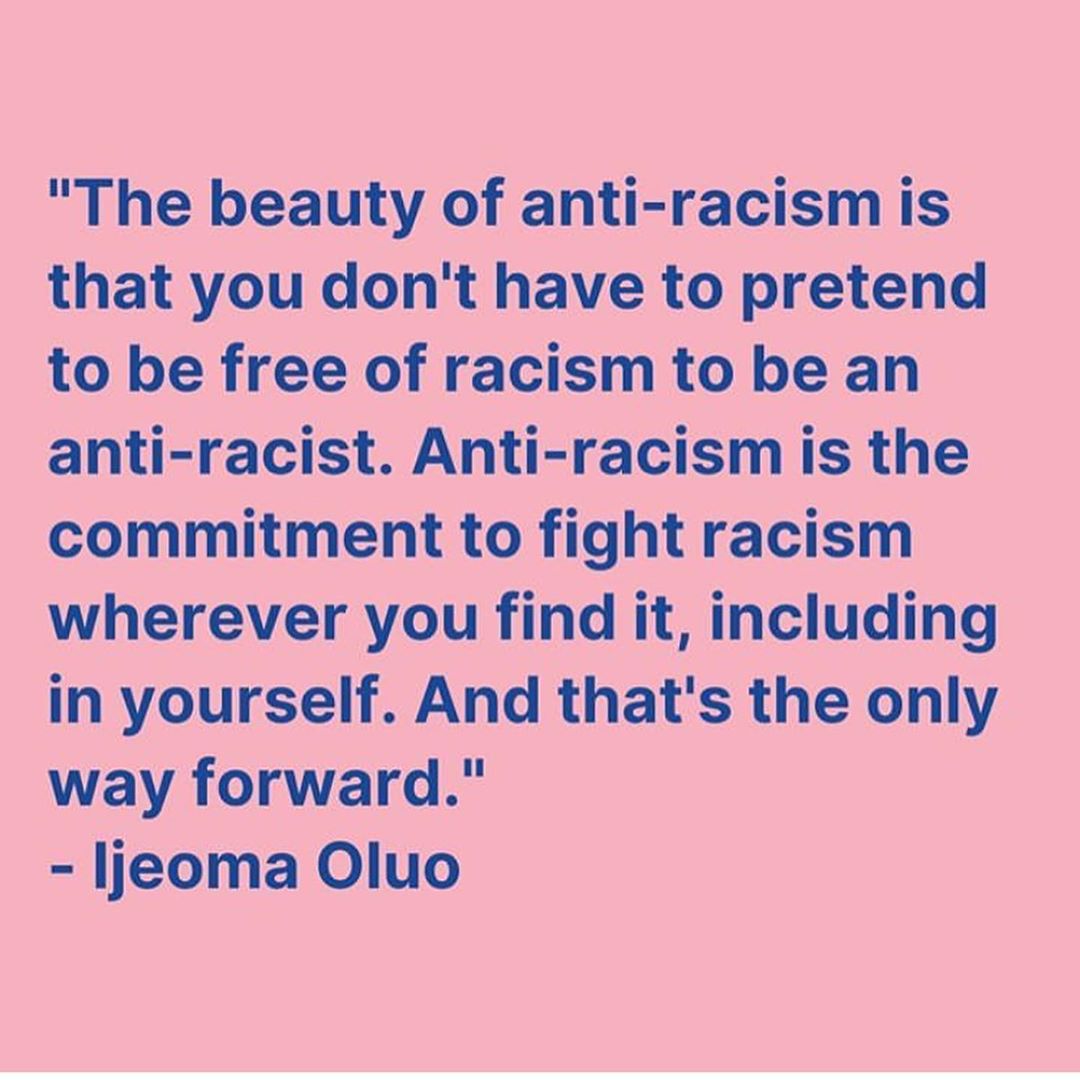 "The beauty of anti-racism is
that you don't have to pretend
to be free of racism to be an
anti-racist. Anti-racism is the
commitment to fight racism
wherever you find it, including
in yourself. And that's the only
way forward."
- Ijeoma Oluo